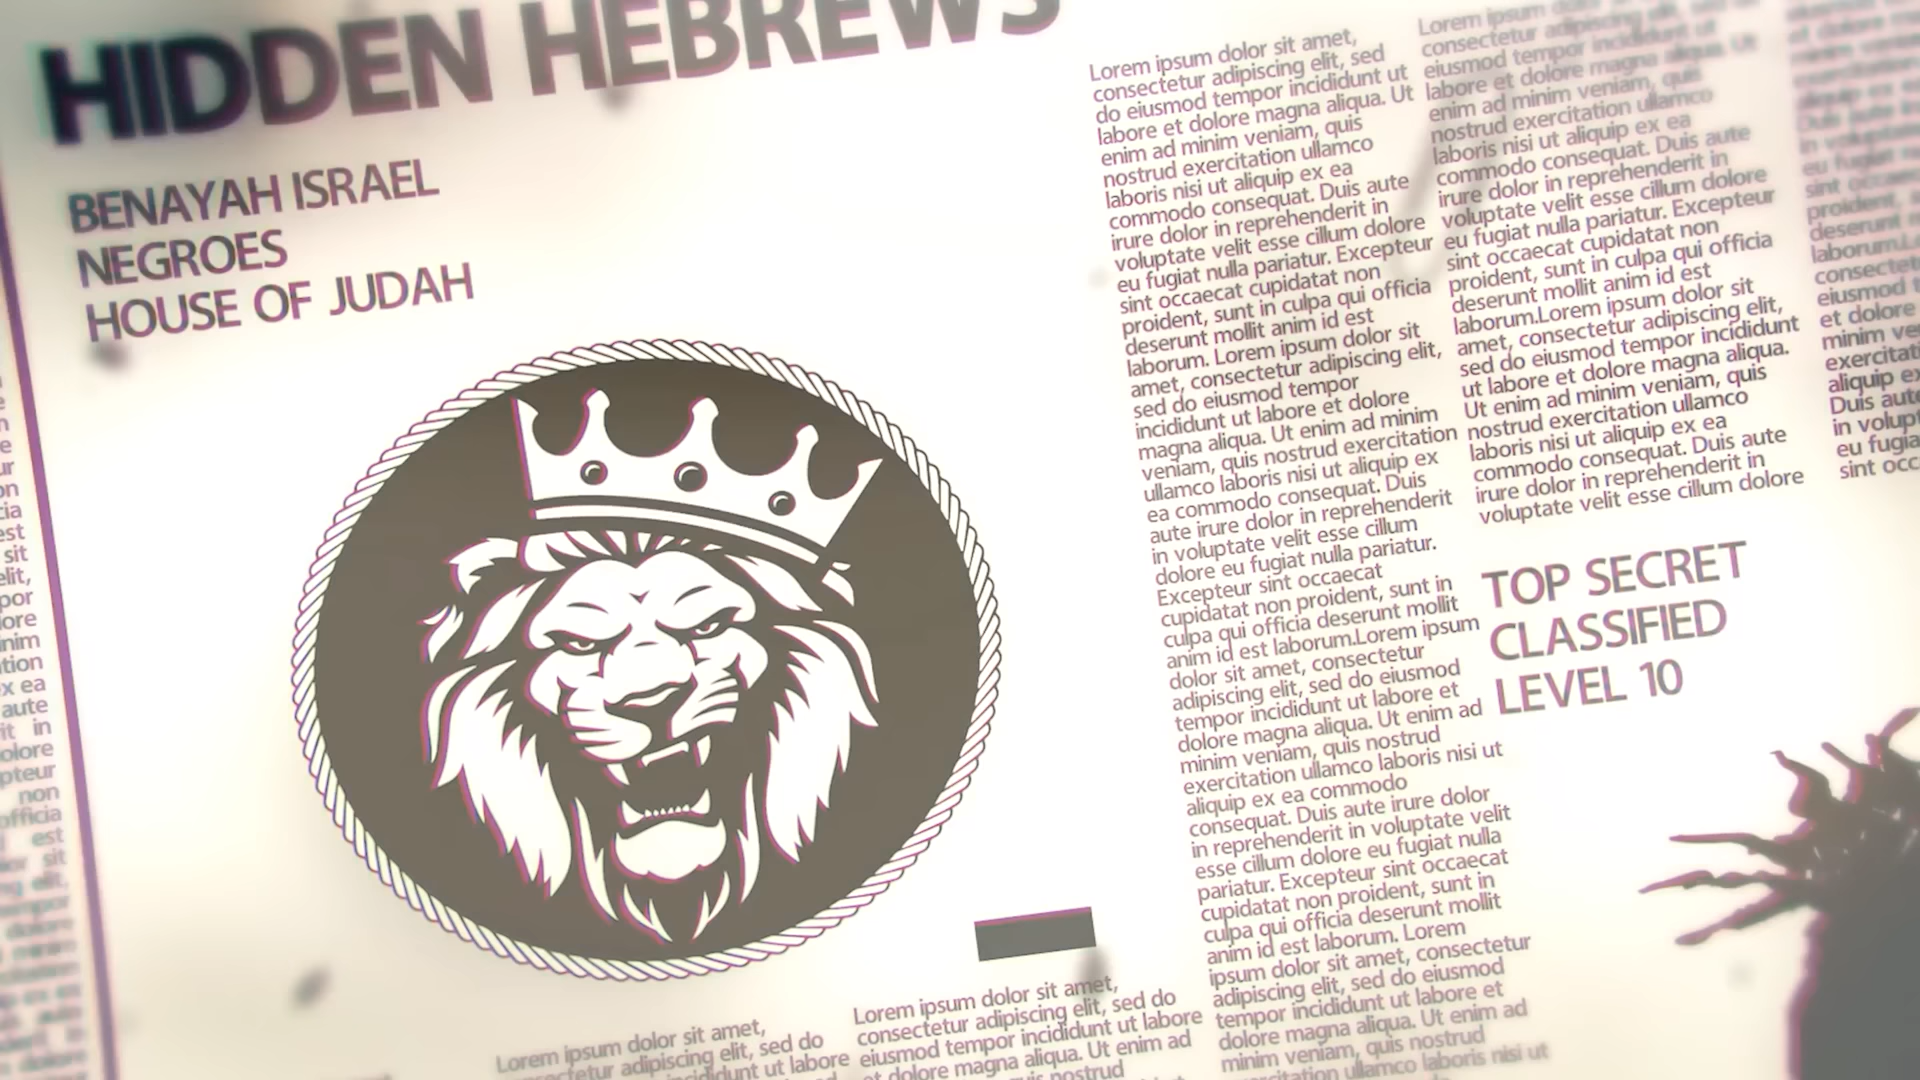 HIDDEN HEBREWS
BENAYAH ISRAEL
NEGROES
HOUSE OF JUDAH
Lorem ipsum dolor sit amet,
consectetur adipiscing elit, sed
do eiusmod tempor incididunt ut
labore et dolore magna aliqua. Ut
enim ad minim veniam, quis
nostrud exercitation ullamco
laboris nisi ut aliquip ex ea
commodo consequat. Duis aute
irure dolor in reprehenderit in
voluptate velit esse cillum dolore
eu fugiat nulla pariatur. Excepteur
sint occaecat cupidatat non
proident, sunt in culpa qui officia
deserunt mollit anim id est
laborum. Lorem ipsum dolor sit
amet, consectetur adipiscing elit,
sed do eiusmod tempor
incididunt ut labore et dolore
magna aliqua. Ut enim ad minim
veniam, quis nostrud exercitation
ullamco laboris nisi ut aliquip ex
ea commodo consequat. Duis
aute irure dolor in reprehenderit
in voluptate velit esse cillum
dolore eu fugiat nulla pariatur.
Excepteur sint occaecat
cupidatat non proident, sunt in
culpa qui officia deserunt mollit
anim id est laborum.Lorem ipsum
dolor sit amet, consectetur
adipiscing elit, sed do eiusmod
tempor incididunt ut labore et
dolore magna aliqua. Ut enim ad
minim veniam, quis nostrud
exercitation ullamco laboris nisi ut
aliquip ex ea commodo
consequat. Duis aute irure dolor
in reprehenderit in voluptate velit
esse cillum dolore eu fugiat nulla
pariatur. Excepteur sint occaecat
cupidatat non proident, sunt in
culpa qui officia deserunt mollit
anim id est laborum. Lorem
ipsum dolor sit amet, consectetur
adipiscing elit, sed do eiusmod
tempor incididunt ut labore et
dolore magna aliqua. Ut enim ad
minim veniam, quis nostrud
exercitation ullamco laboris nisi ut
Lorem ipsum dolor
consectetur adipiscing elit,
eiusmod tempor incididunt ut
labore et dolore magna aliqua. Ut
enim ad minim veniam, quis
nostrud exercitation ullamco
laboris nisi ut aliquip ex ea
commodo consequat. Duis aute
irure dolor in reprehenderit in
voluptate velit esse cillum dolore
eu fugiat nulla pariatur. Excepteur
sint occaecat cupidatat non
proident, sunt in culpa qui officia
deserunt mollit anim id est
laborum.Lorem ipsum dolor sit
amet, consectetur adipiscing elit,
sed do eiusmod tempor incididunt
ut labore et dolore magna aliqua.
Ut enim ad minim veniam, quis
nostrud exercitation ullamco
laboris nisi ut aliquip ex ea
commodo consequat. Duis aute
irure dolor in reprehenderit in
voluptate velit esse cillum dolore
TOP SECRET
CLASSIFIED
LEVEL 10
Lorem ipsum dolor sit amet,
adipiscing elit, sed do
ut labore
Lorem ipsum dolor sit amet,
consectetur adipiscing elit, sed do
eiusmod tempor incididunt ut labore
et dolore magna aliqua. Ut enim ad
quis nostrud